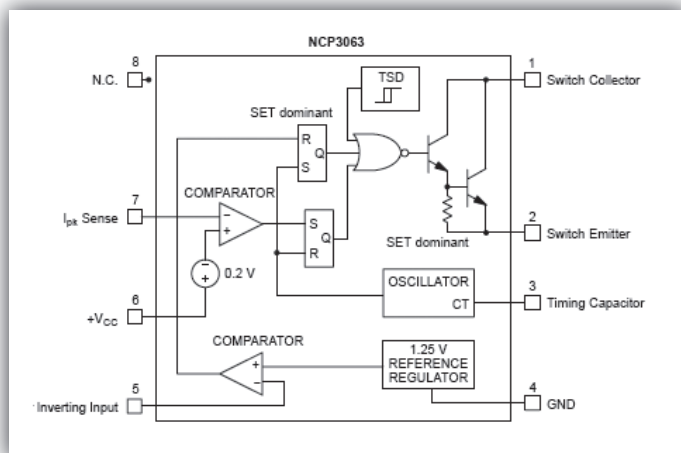 NCP3063
8
N.C.
1
Switch Collector
TSD
SET dominant
R
S
Q
COMPARATOR
7
Ipk Sense
S
R
Q
2
Switch Emitter
SET dominant
0.2 V
OSCILLATOR
CT
3
Timing Capacitor
6
+VCC
COMPARATOR
1.25 V
REFERENCE
REGULATOR
5
Inverting Input
4
GND